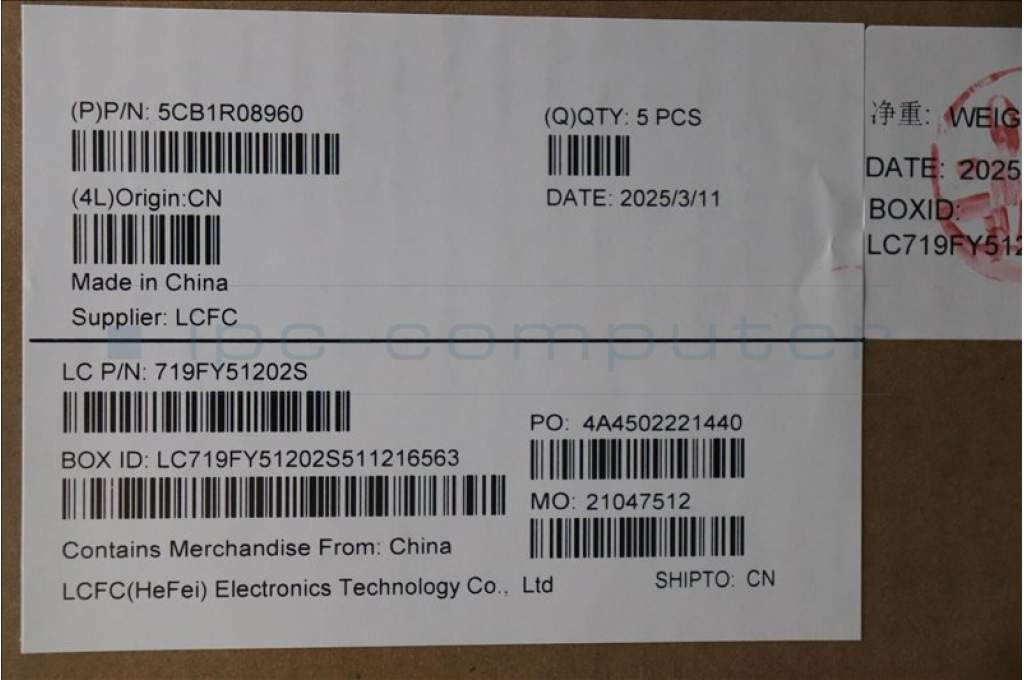 (P)P/N: 5CB1R08960
(Q)QTY: 5 PCS
(4L)Origin:CN
DATE: 2025/3/11
Made in China
Supplier: LCFC
ipc-computer
LC P/N: 719FY51202S
PO: 4A4502221440
BOX ID: LC719FY51202S511216563
MO: 21047512
Contains Merchandise From: China
LCFC(HeFei) Electronics Technology Co., Ltd
SHIPTO: CN
净重: WEIG
DATE: 2025
BOXID:
LC719FY512